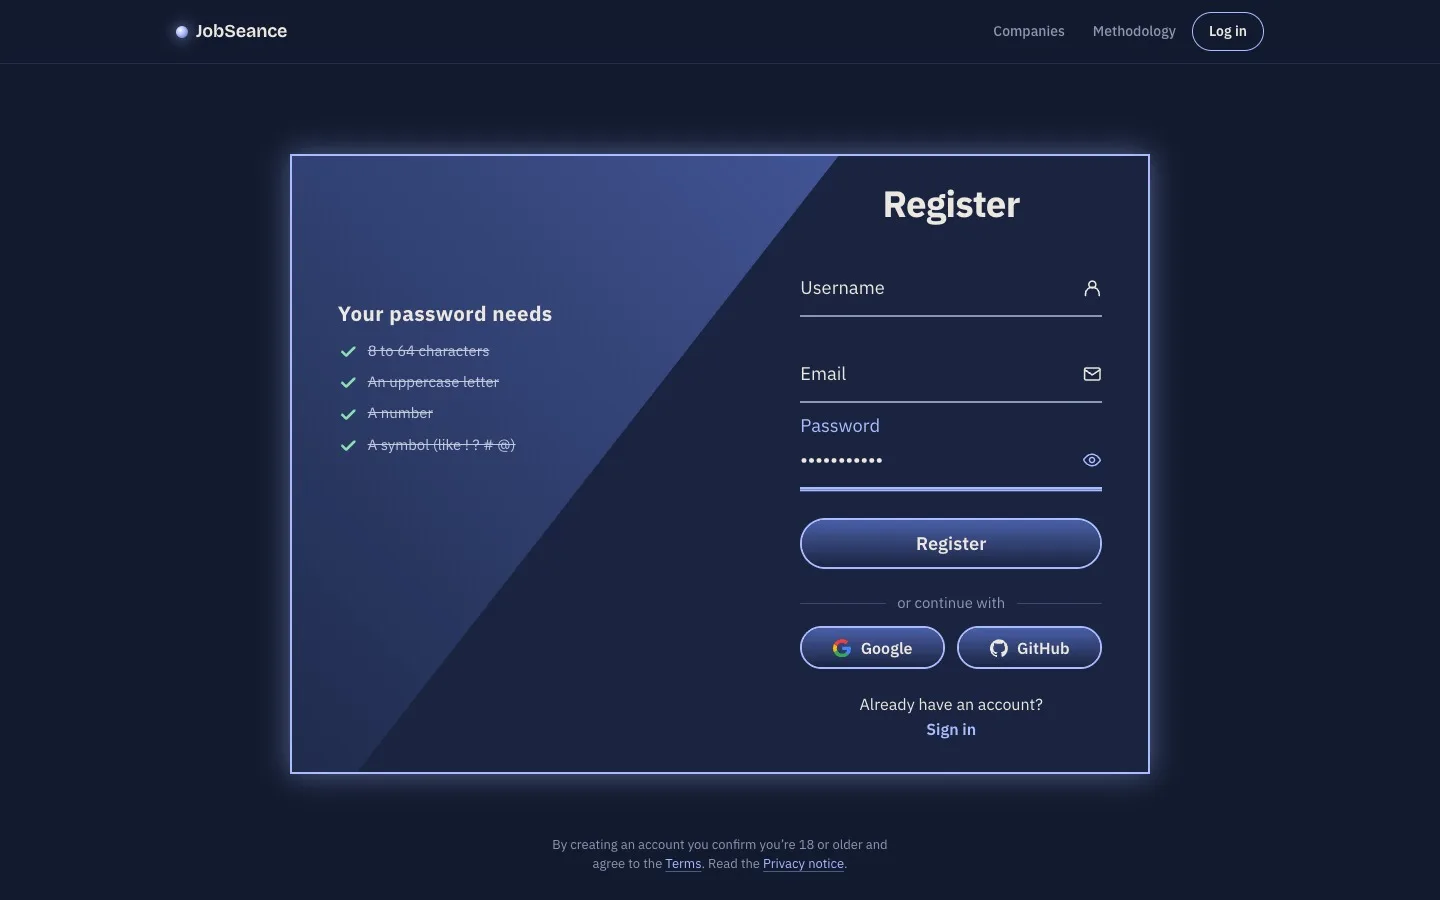 JobSeance
Companies
Methodology
Log in
Register
Username
Email
Password
•••••••••••
Your password needs
8 to 64 characters
An uppercase letter
A number
A symbol (like ! ? # @)
Register
or continue with
Google
GitHub
Already have an account?
Sign in
By creating an account you confirm you’re 18 or older and
agree to the Terms. Read the Privacy notice.